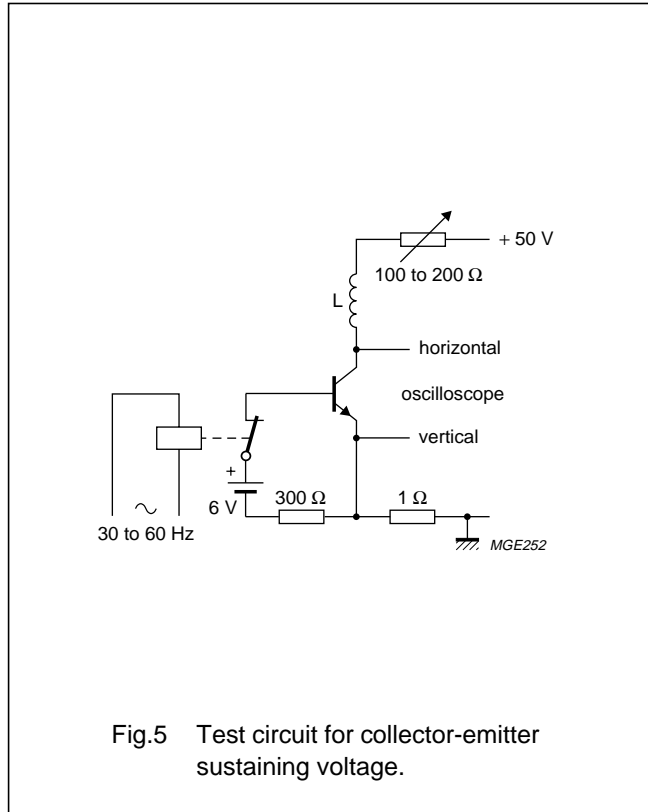 + 50 V
100 to 200 Ω
L
horizontal
oscilloscope
vertical
+
6 V
300 Ω
1 Ω
30 to 60 Hz
MGE252
Fig.5 Test circuit for collector-emitter
sustaining voltage.